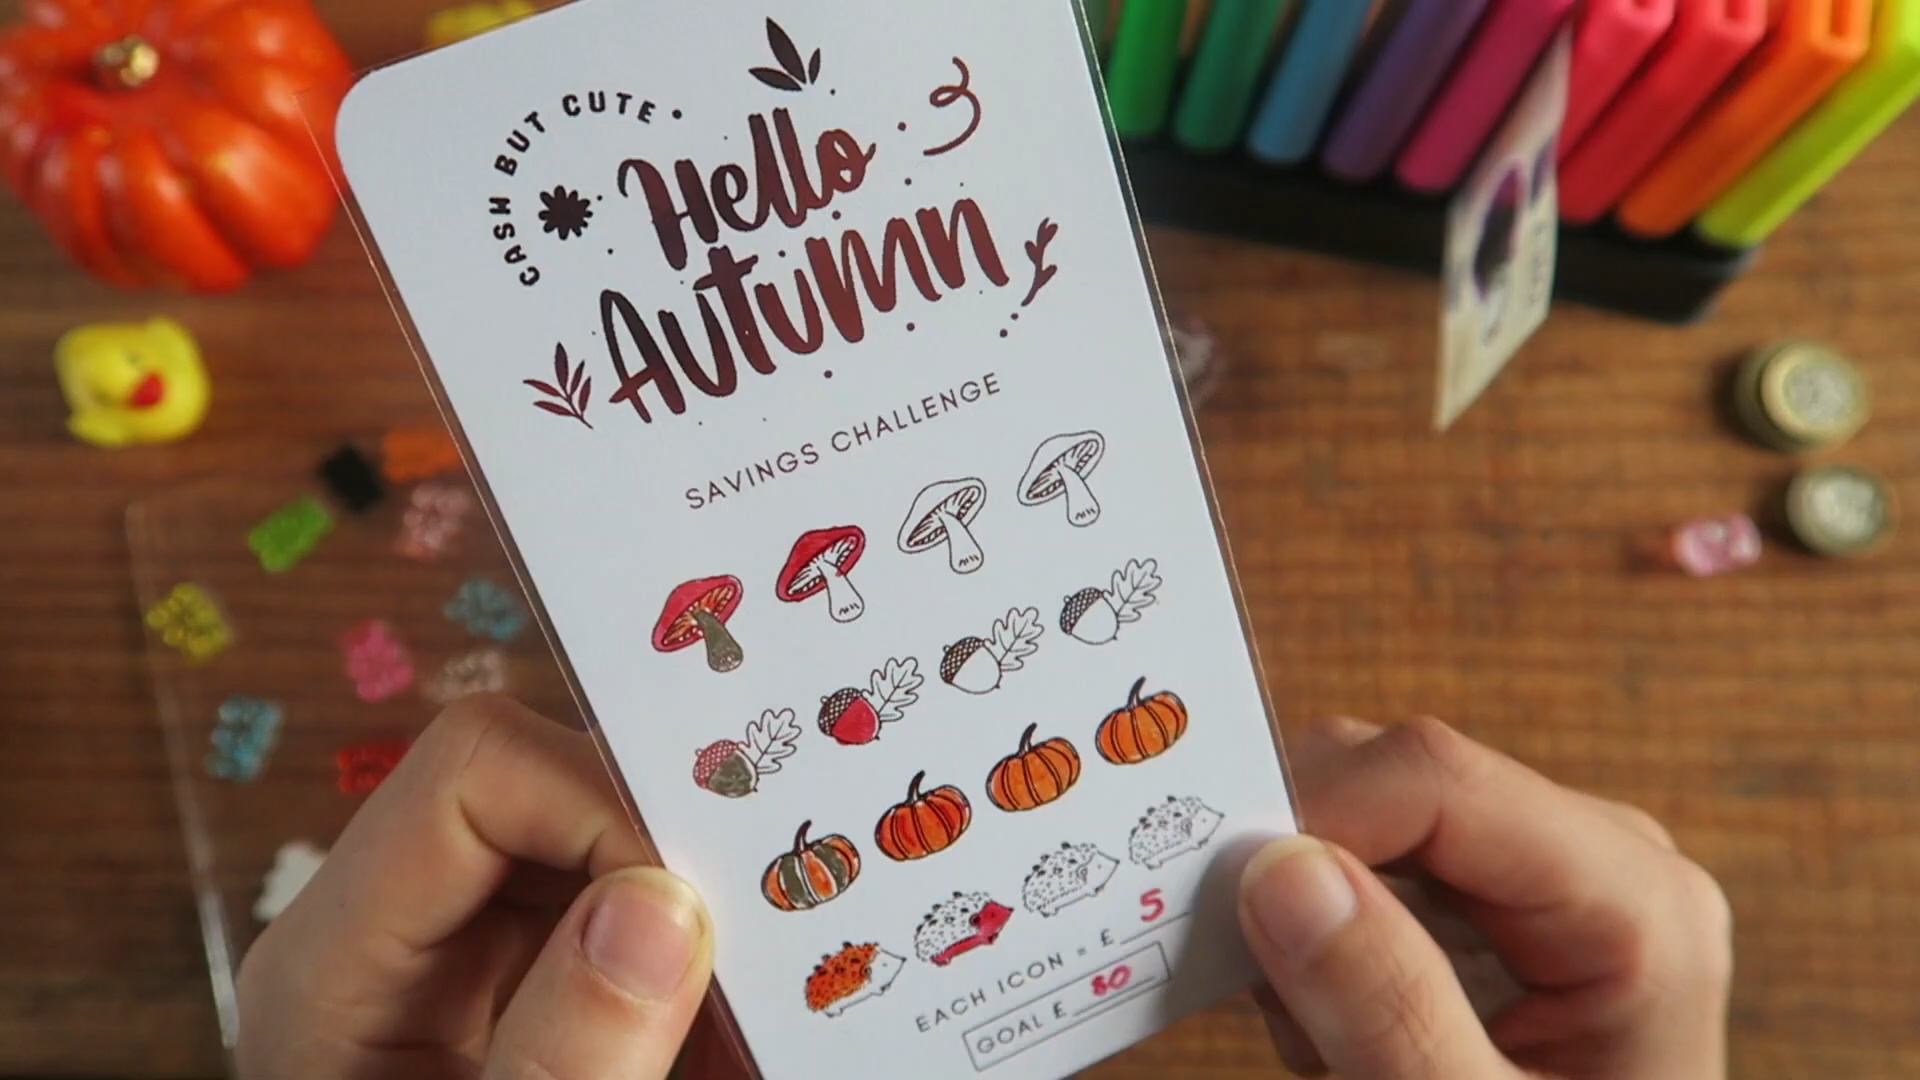 CASH BUT CUTE
Hello
Autumn
SAVINGS CHALLENGE
EACH ICON = £ 5
GOAL £ 80